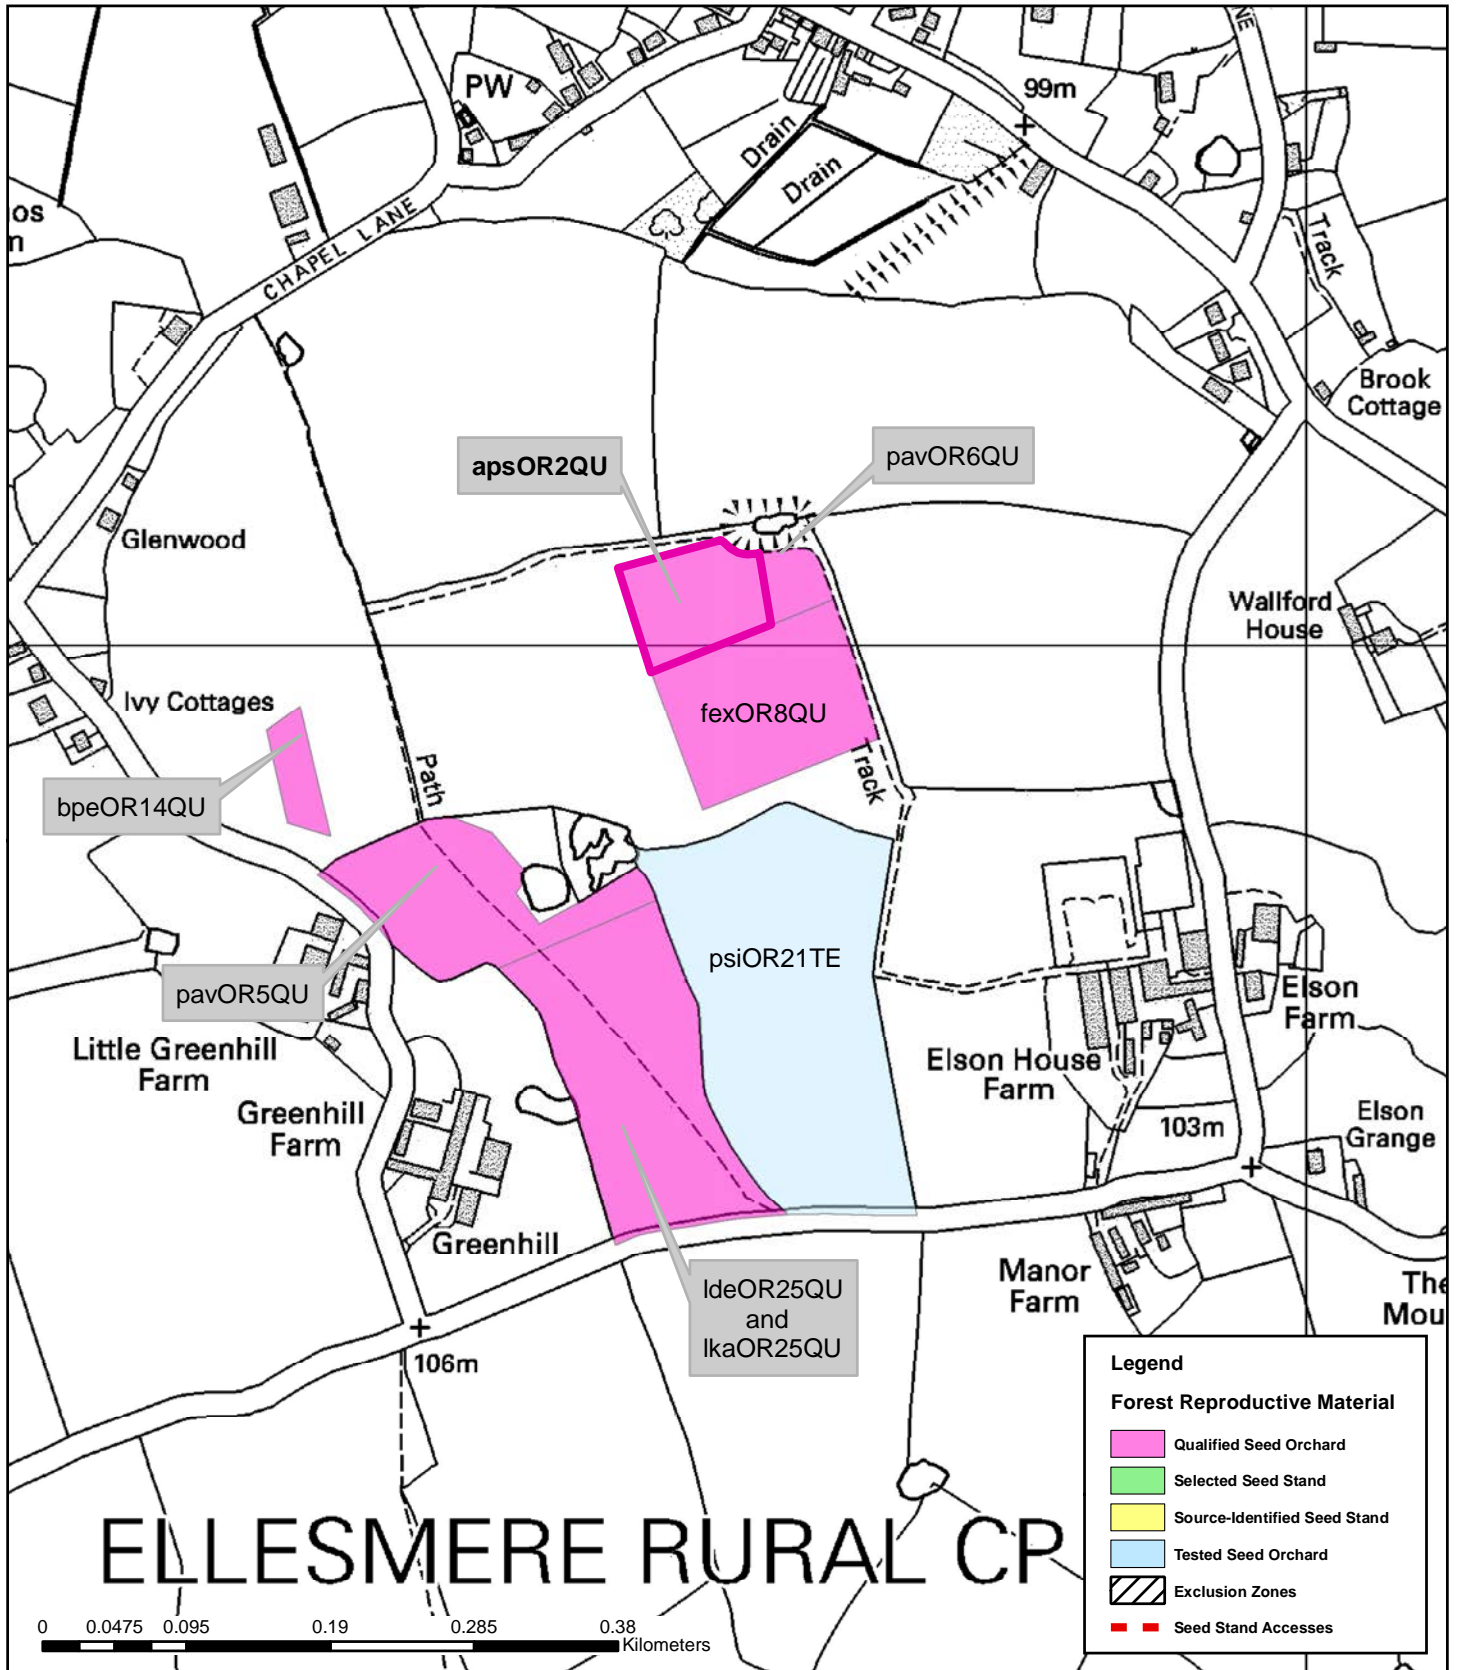 PW
99m
Drain
Drain
os
m
CHAPEL LANE
NE
Track
Brook
Cottage
apsOR2QU
pavOR6QU
Glenwood
Wallford
House
Ivy Cottages
fexOR8QU
Path
Track
bpeOR14QU
psiOR21TE
pavOR5QU
Elson
Farm
Little Greenhill
Farm
Elson House
Farm
Greenhill
Farm
103m
Elson
Grange
Greenhill
ldeOR25QU
and
lkaOR25QU
Manor
Farm
The
Mou
106m
Legend
Forest Reproductive Material
Qualified Seed Orchard
Selected Seed Stand
Source-Identified Seed Stand
Tested Seed Orchard
Exclusion Zones
Seed Stand Accesses
ELLESMERE RURAL CP
0 0.0475 0.095 0.19 0.285 0.38
Kilometers